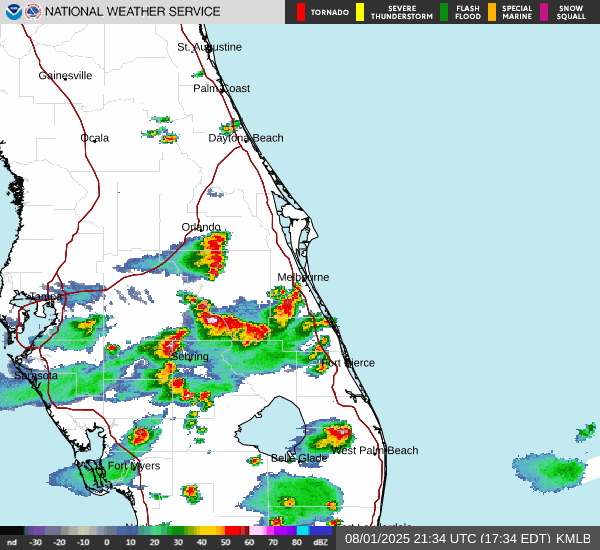 NATIONAL WEATHER SERVICE
TORNADO
SEVERE
THUNDERSTORM
FLASH
FLOOD
SPECIAL
MARINE
SNOW
SQUALL
St. Augustine
Gainesville
Palm Coast
Ocala
Daytona Beach
Orlando
Melbourne
Tampa
Sebring
Fort Pierce
Sarasota
West Palm Beach
Belle Glade
Fort Myers
nd -30 -20 -10 0 10 20 30 40 50 60 70 80 dBZ
08/01/2025 21:34 UTC (17:34 EDT) KMLB